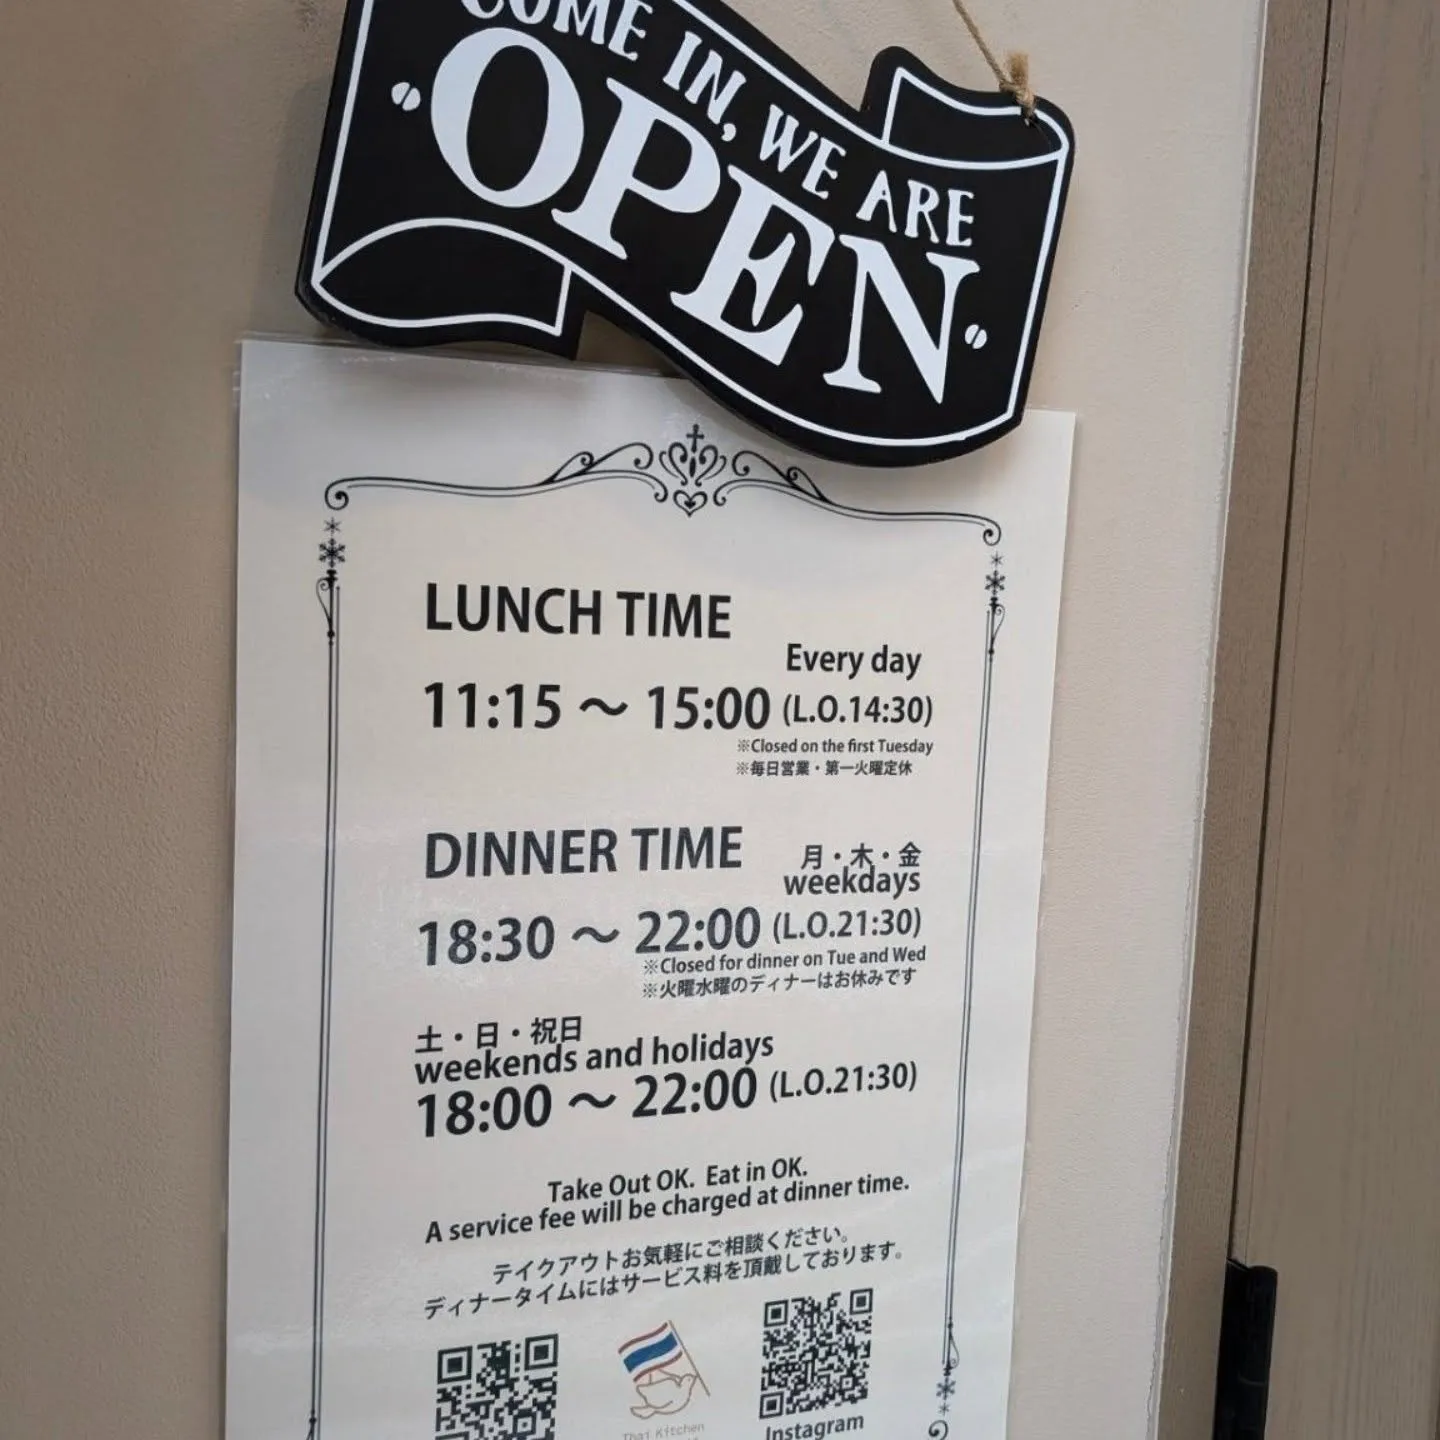 COME IN, WE ARE
OPEN
LUNCH TIME
Every day
11:15 ～ 15:00 (L.O.14:30)
※Closed on the first Tuesday
※毎日営業・第一火曜定休
DINNER TIME
月・木・金
weekdays
18:30 ～ 22:00 (L.O.21:30)
※Closed for dinner on Tue and Wed
※火曜水曜のディナーはお休みです
土・日・祝日
weekends and holidays
18:00 ～ 22:00 (L.O.21:30)
Take Out OK. Eat in OK.
A service fee will be charged at dinner time.
テイクアウトお気軽にご相談ください。
ディナータイムにはサービス料を頂戴しております。
Thai Kitchen
Instagram